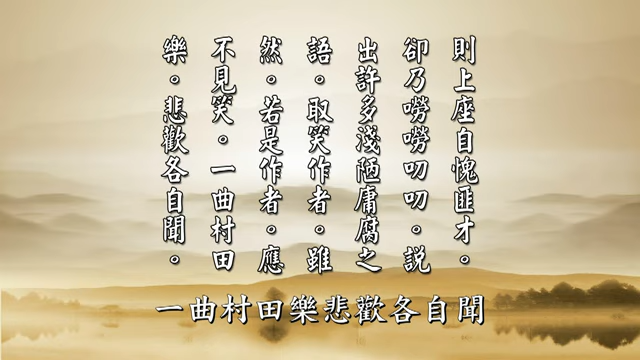 則上座自愧匪才。
卻乃嘮嘮叨叨。說
出許多淺陋庸腐之
語。取笑作者。雖
然。若是作者。應
不見笑。一曲村田
樂。悲歡各自聞。
一曲村田樂悲歡各自聞